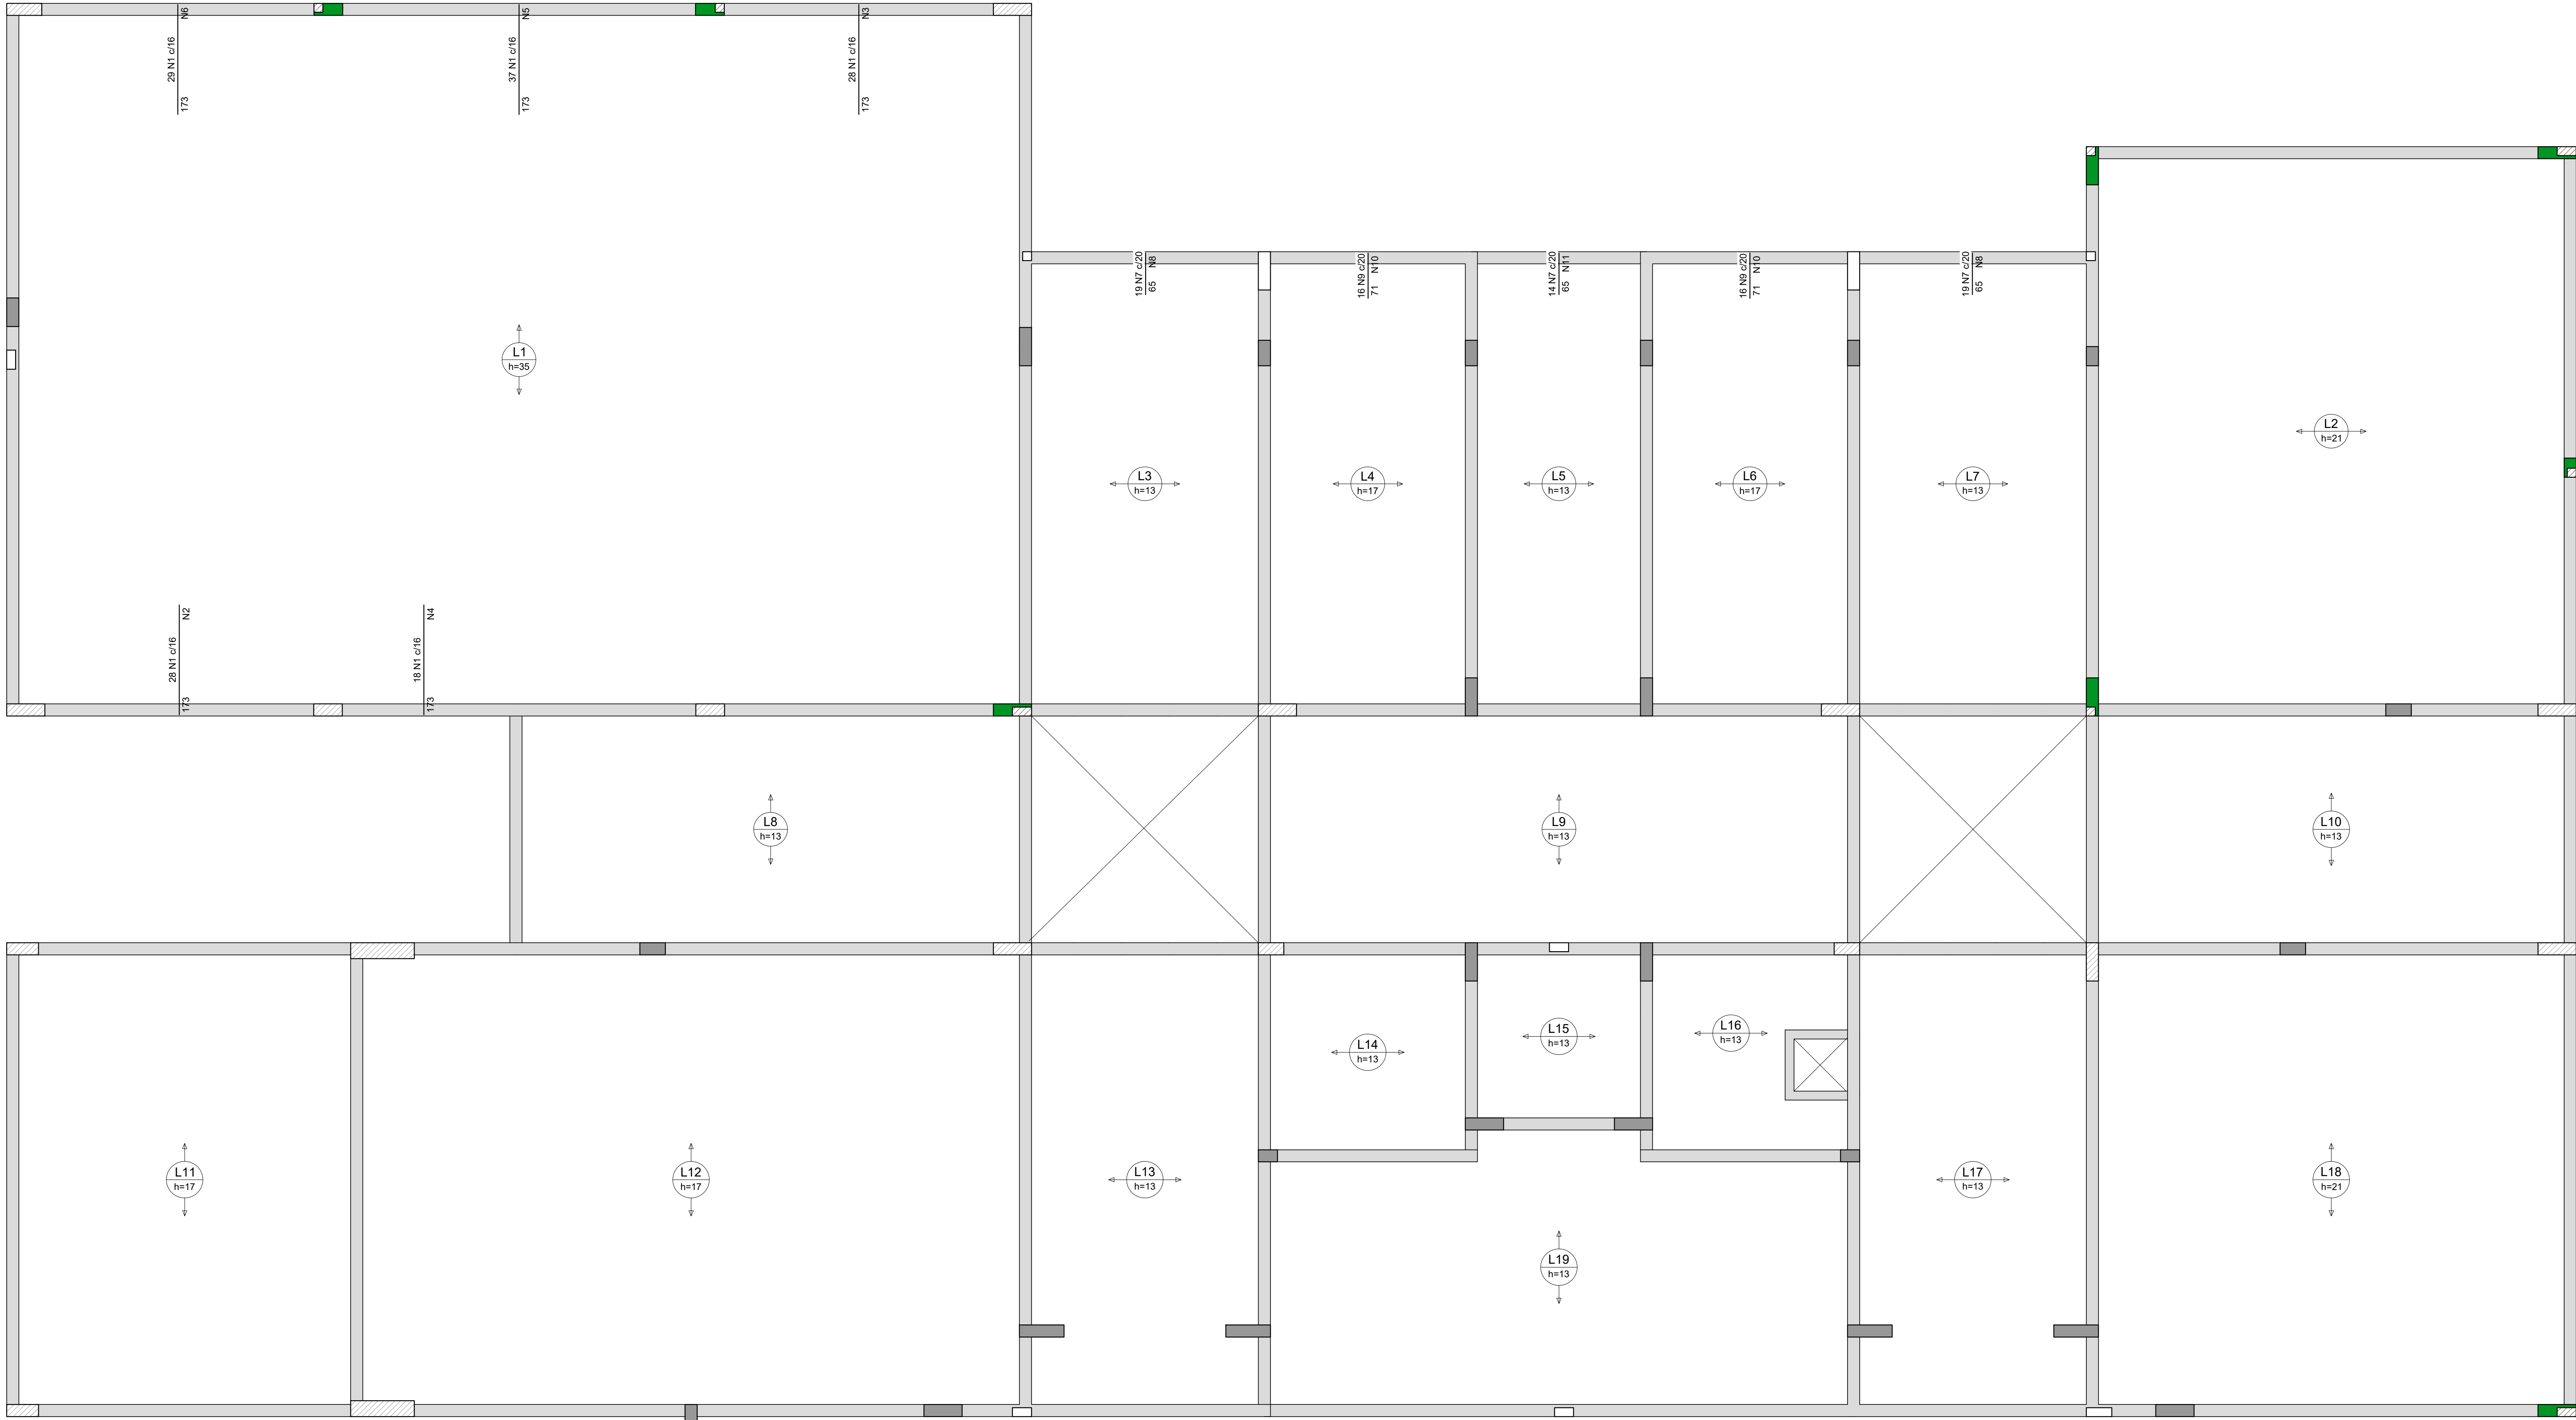 29 N1 c/16
N6
173
37 N1 c/16
N5
173
28 N1 c/16
N3
173
19 N7 c/20
N8
65
16 N9 c/20
N10
71
14 N7 c/20
N11
65
16 N9 c/20
N10
71
19 N7 c/20
N8
65
L1
h=35
L2
h=21
L3
h=13
L4
h=17
L5
h=13
L6
h=17
L7
h=13
28 N1 c/16
N2
173
18 N1 c/16
N4
173
L8
h=13
L9
h=13
L10
h=13
L14
h=13
L15
h=13
L16
h=13
L11
h=17
L12
h=17
L13
h=13
L17
h=13
L18
h=21
L19
h=13